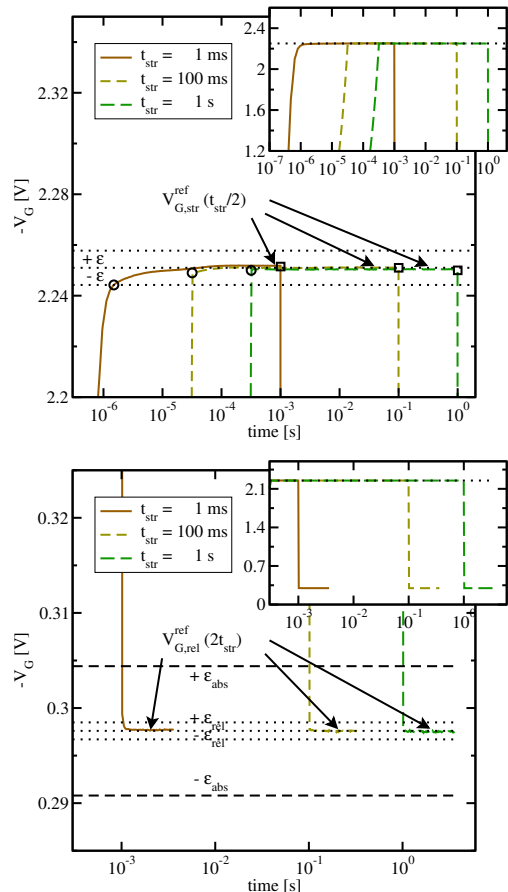 2.32
2.28
2.24
2.2
-V_G [V]
t_str = 1 ms
t_str = 100 ms
t_str = 1 s
2.4
2
1.6
1.2
10^-7 10^-6 10^-5 10^-4 10^-3 10^-2 10^-1 10^0
V_G,str^ref (t_str/2)
+ ε
- ε
10^-6 10^-5 10^-4 10^-3 10^-2 10^-1 10^0
time [s]
0.32
0.31
0.3
0.29
-V_G [V]
t_str = 1 ms
t_str = 100 ms
t_str = 1 s
2.1
1.4
0.7
0
10^-3 10^-2 10^-1 10^0
V_G,rel^ref (2t_str)
+ ε_abs
+ ε_rel
- ε_rel
- ε_abs
10^-3 10^-2 10^-1 10^0
time [s]